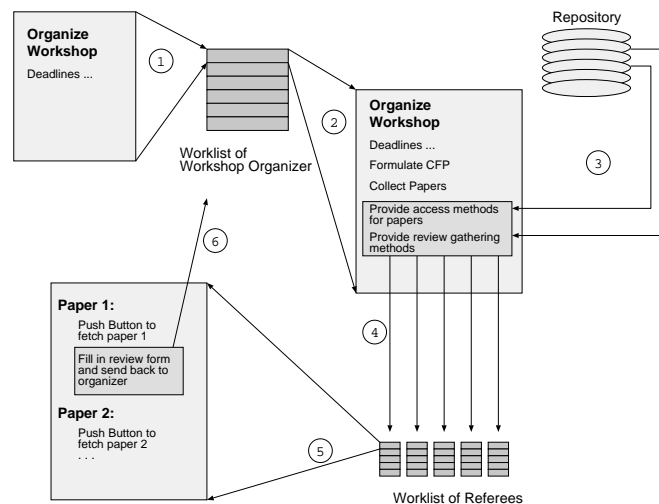 Organize
Workshop
Deadlines ...
1
Worklist of
Workshop Organizer
2
Repository
Organize
Workshop
Deadlines ...
Formulate CFP
Collect Papers
Provide access methods
for papers
Provide review gathering
methods
3
4
Worklist of Referees
5
Paper 1:
Push Button to
fetch paper 1
Fill in review form
and send back to
organizer
Paper 2:
Push Button to
fetch paper 2
. . .
6